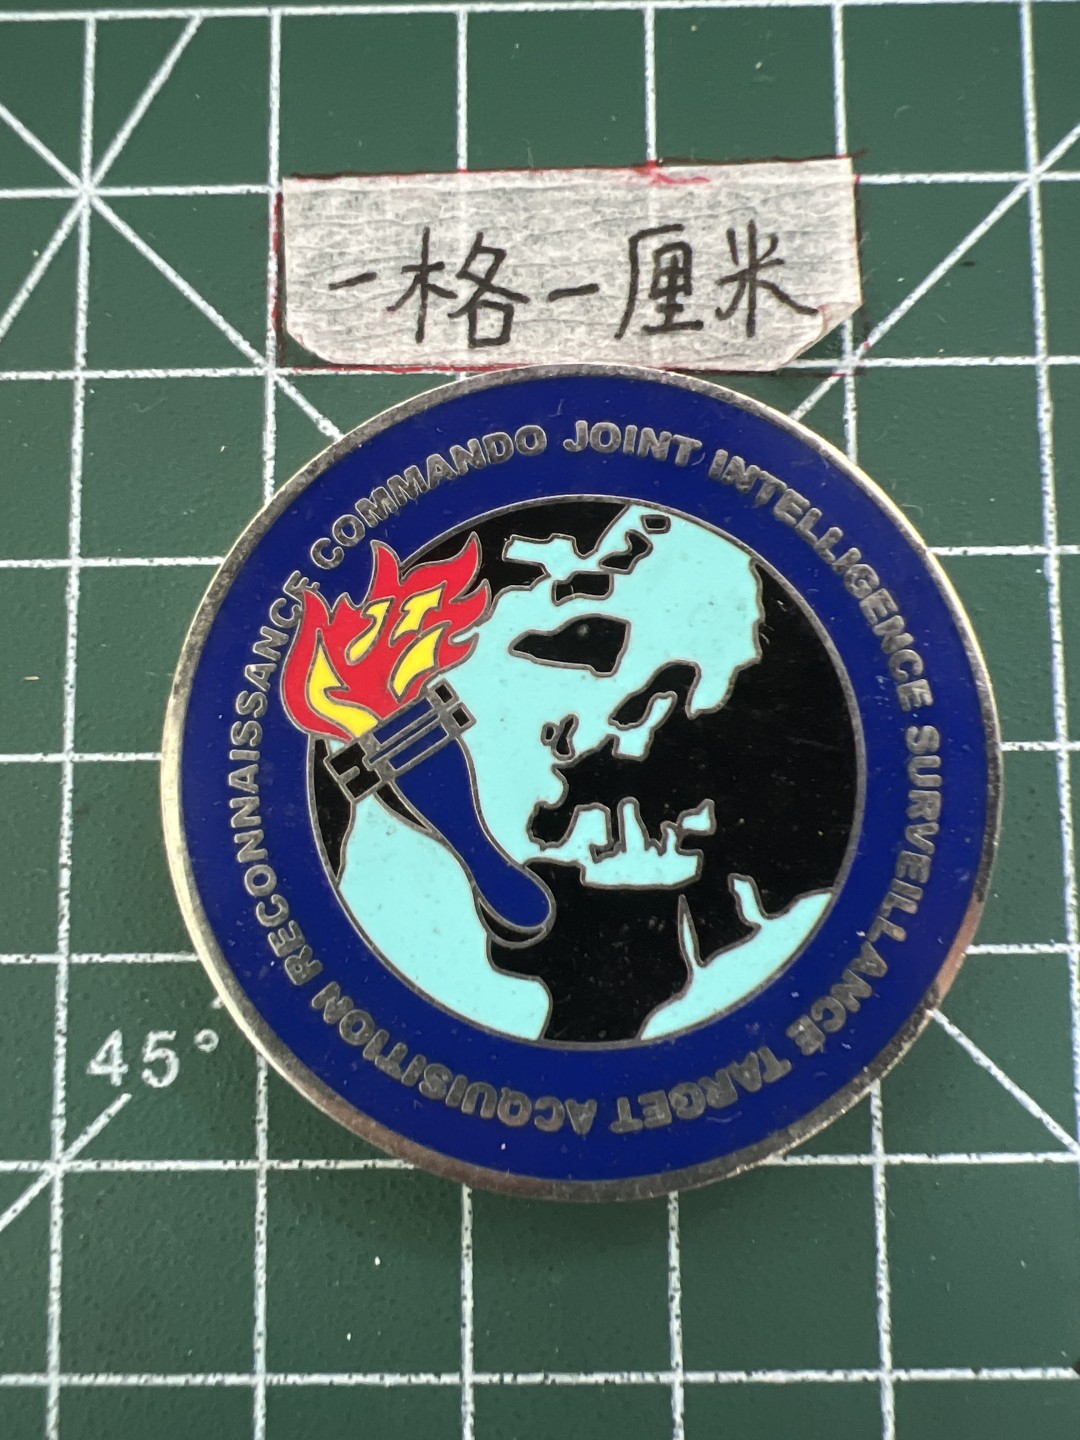 一格一厘米
COMMANDO JOINT INTELLIGENCE SURVEILLANCE TARGET ACQUISITION RECONNAISSANCE
45°